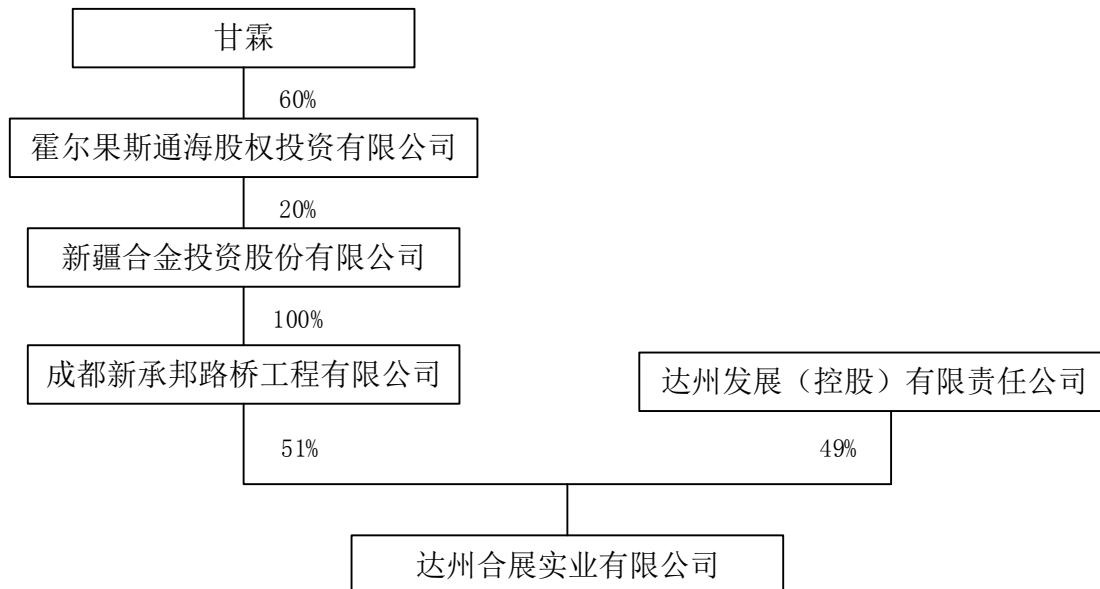 甘霖
60%
霍尔果斯通海股权投资有限公司
20%
新疆合金投资股份有限公司
100%
成都新承邦路桥工程有限公司
达州发展（控股）有限责任公司
51%
49%
达州合展实业有限公司